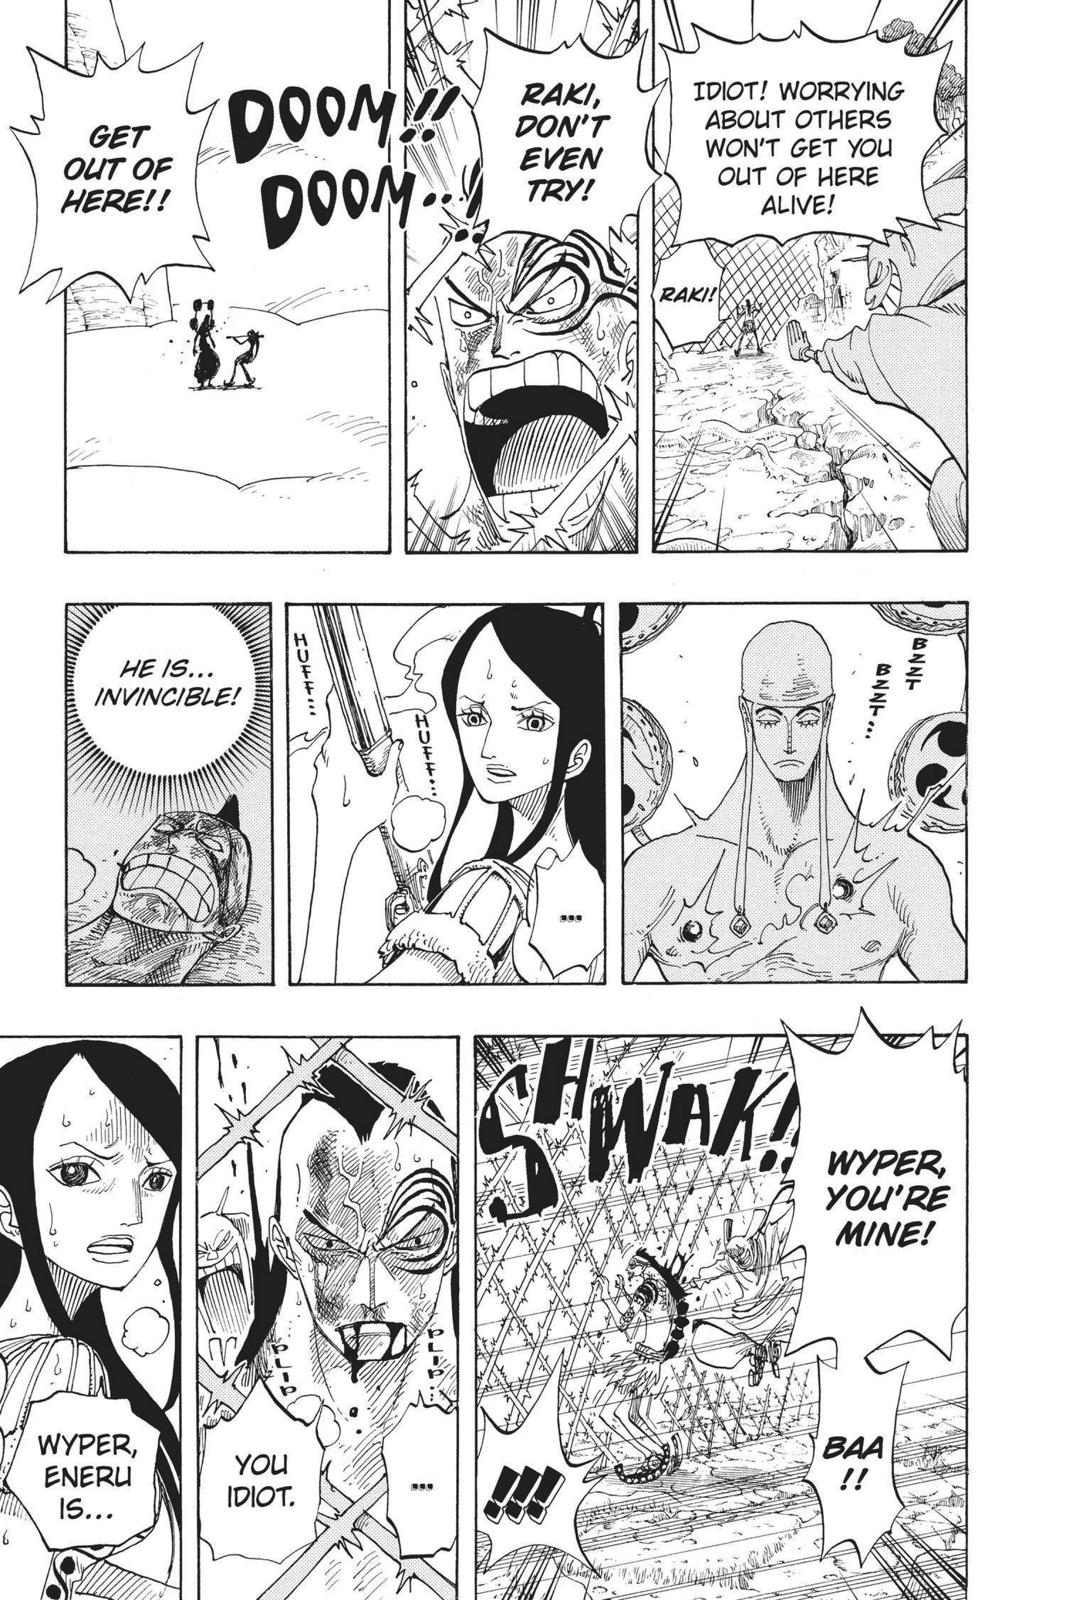 IDIOT! WORRYING
ABOUT OTHERS
WON'T GET YOU
OUT OF HERE
ALIVE!
RAKI!
RAKI,
DON'T
EVEN
TRY!
DOOM!!
DOOM...!
GET
OUT OF
HERE!!
BZZT
BZZT...
...
HUFF...
HUFF...
HE IS...
INVINCIBLE!
WYPER,
YOU'RE
MINE!
SHWAK!!
BAA
!!
!!!
PLIP...
PLIP
...
YOU
IDIOT.
WYPER,
ENERU
IS...